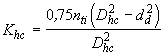 K_{hc} = \frac{0,75 n_{ti} (D_{hc}^2 - d_d^2)}{D_{hc}^2}